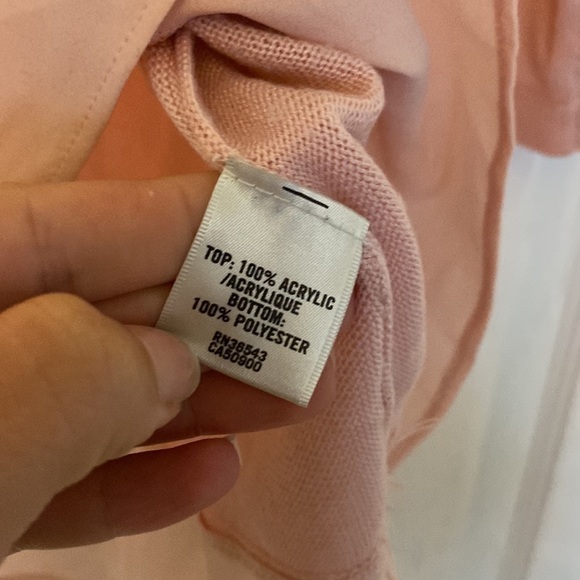 TOP: 100% ACRYLIC
/ACRYLIQUE
BOTTOM:
100% POLYESTER
RN36543
CA50900